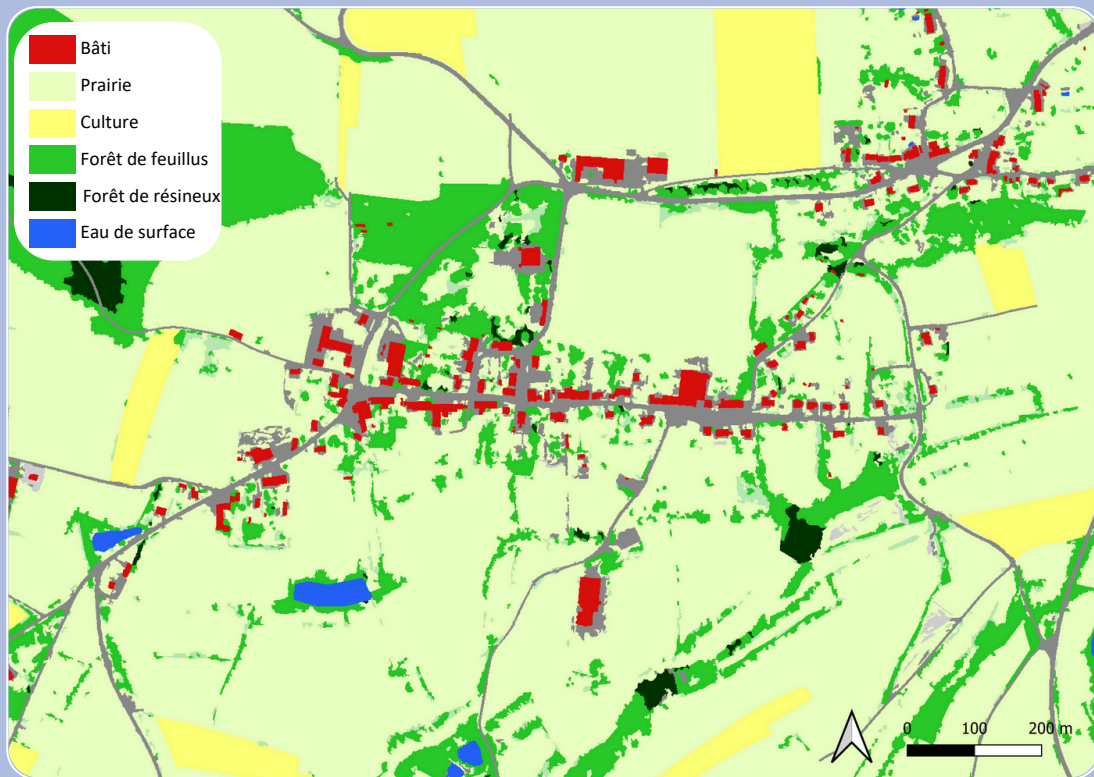 Bâti
Prairie
Culture
Forêt de feuillus
Forêt de résineux
Eau de surface
0 100 200 m